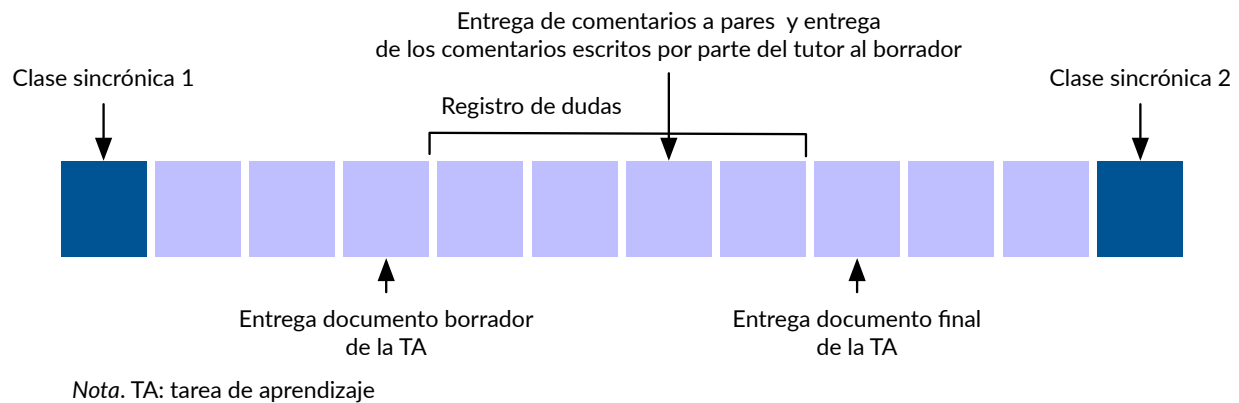 Entrega de comentarios a pares y entrega
de los comentarios escritos por parte del tutor al borrador
Clase sincrónica 1
Clase sincrónica 2
Registro de dudas
Entrega documento borrador
de la TA
Entrega documento final
de la TA
Nota. TA: tarea de aprendizaje